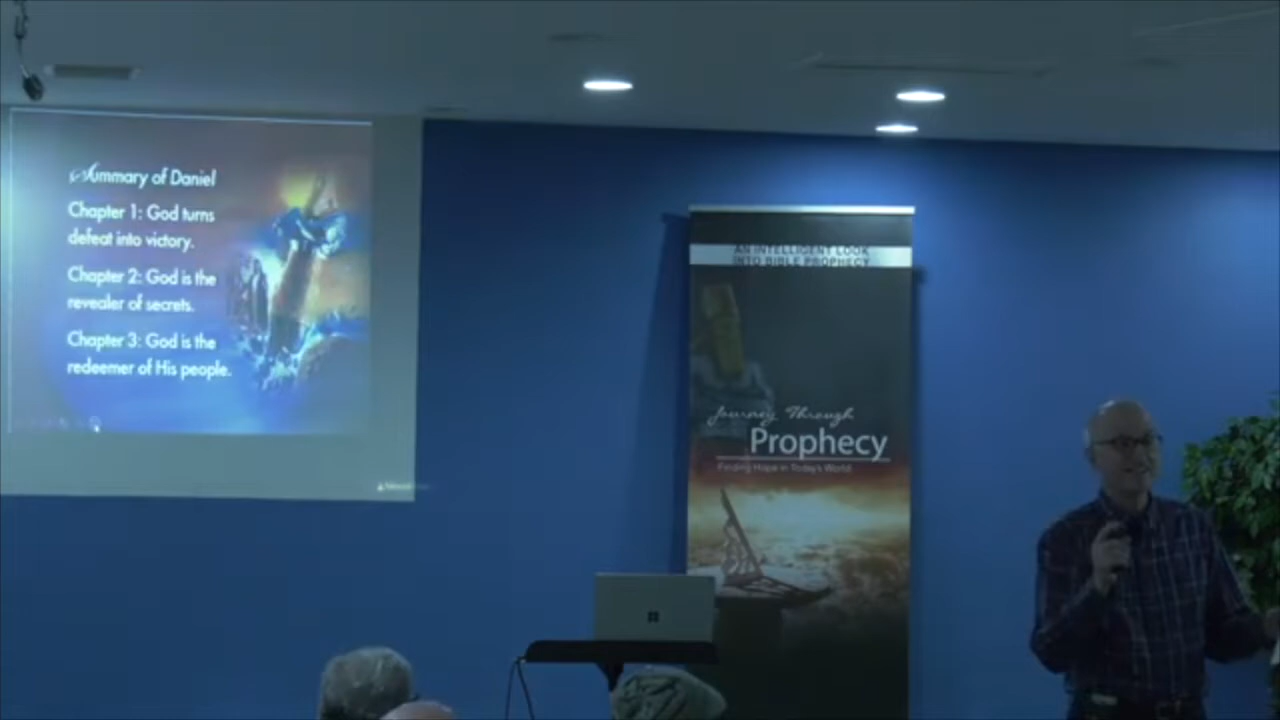 Summary of Daniel
Chapter 1: God turns
defeat into victory.
Chapter 2: God is the
revealer of secrets.
Chapter 3: God is the
redeemer of His people.
AN INTELLIGENT LOOK
INTO BIBLE PROPHECY
Journey Through
Prophecy
Finding Hope in Today's World